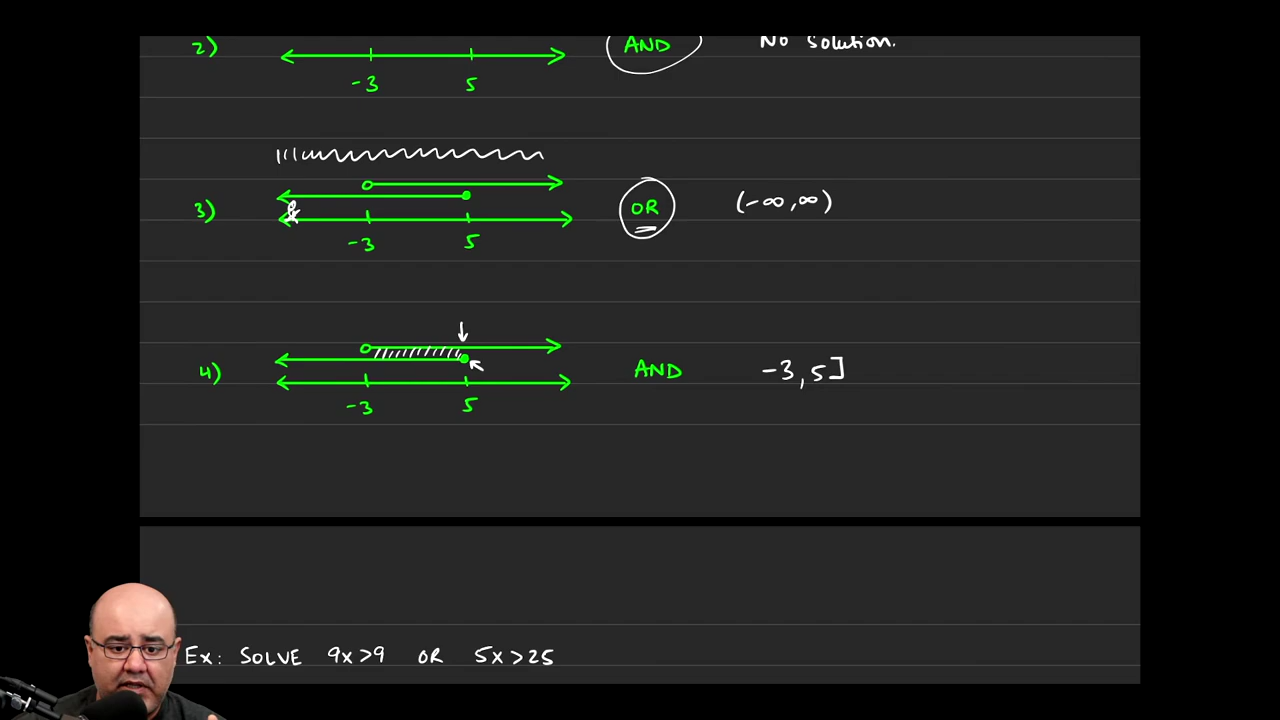 2) AND No Solution.
-3 5
3) OR (-∞,∞)
-3 5
4) AND -3,5]
-3 5
Ex: SOLVE 9x>9 OR 5x>25